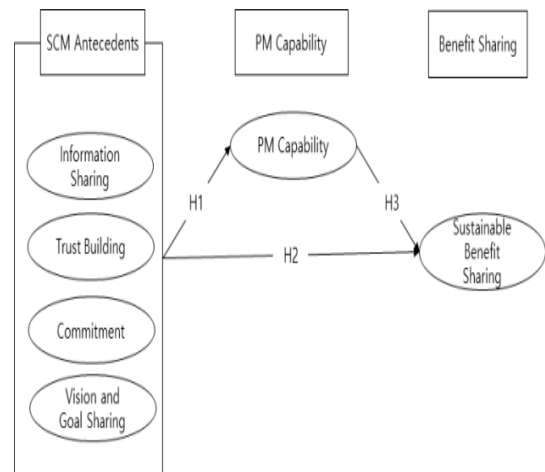 SCM Antecedents
PM Capability
Benefit Sharing
Information
Sharing
PM Capability
H1
H3
Trust Building
Sustainable
Benefit
Sharing
H2
Commitment
Vision and
Goal Sharing